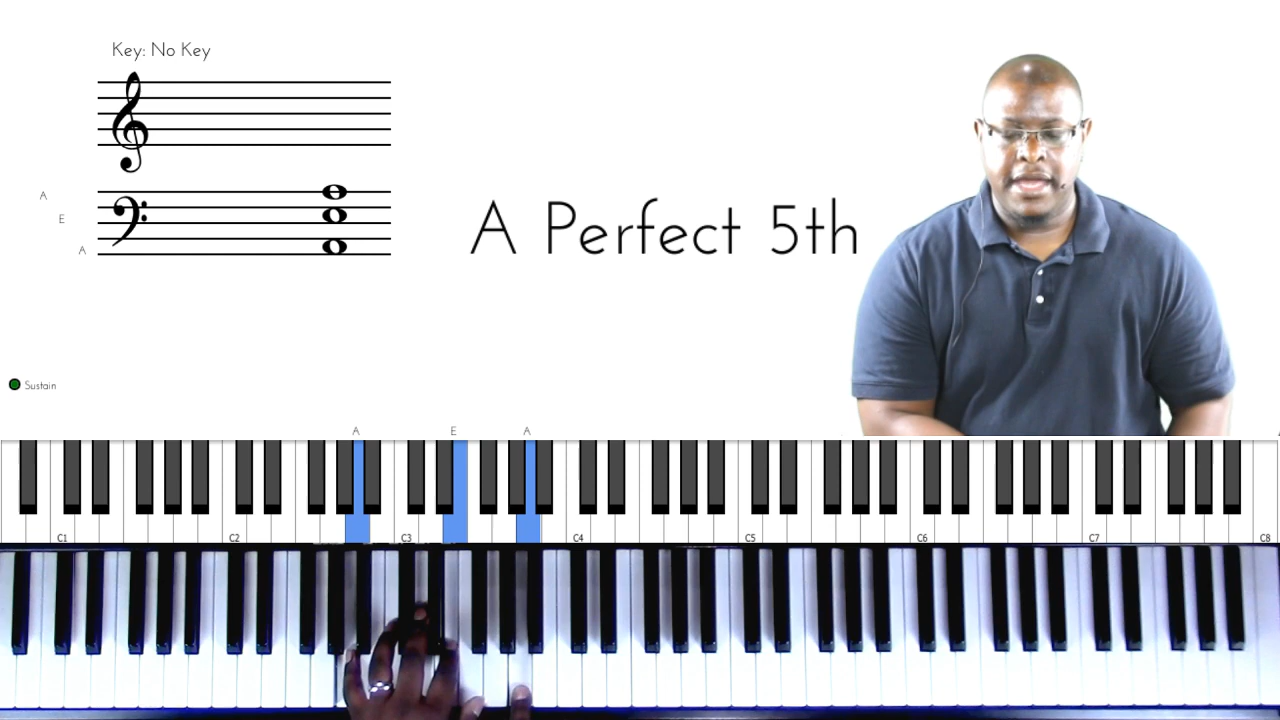 Key: No Key
A
E
A
A Perfect 5th
Sustain
A E A
C1 C2 C3 C4 C5 C6 C7 C8